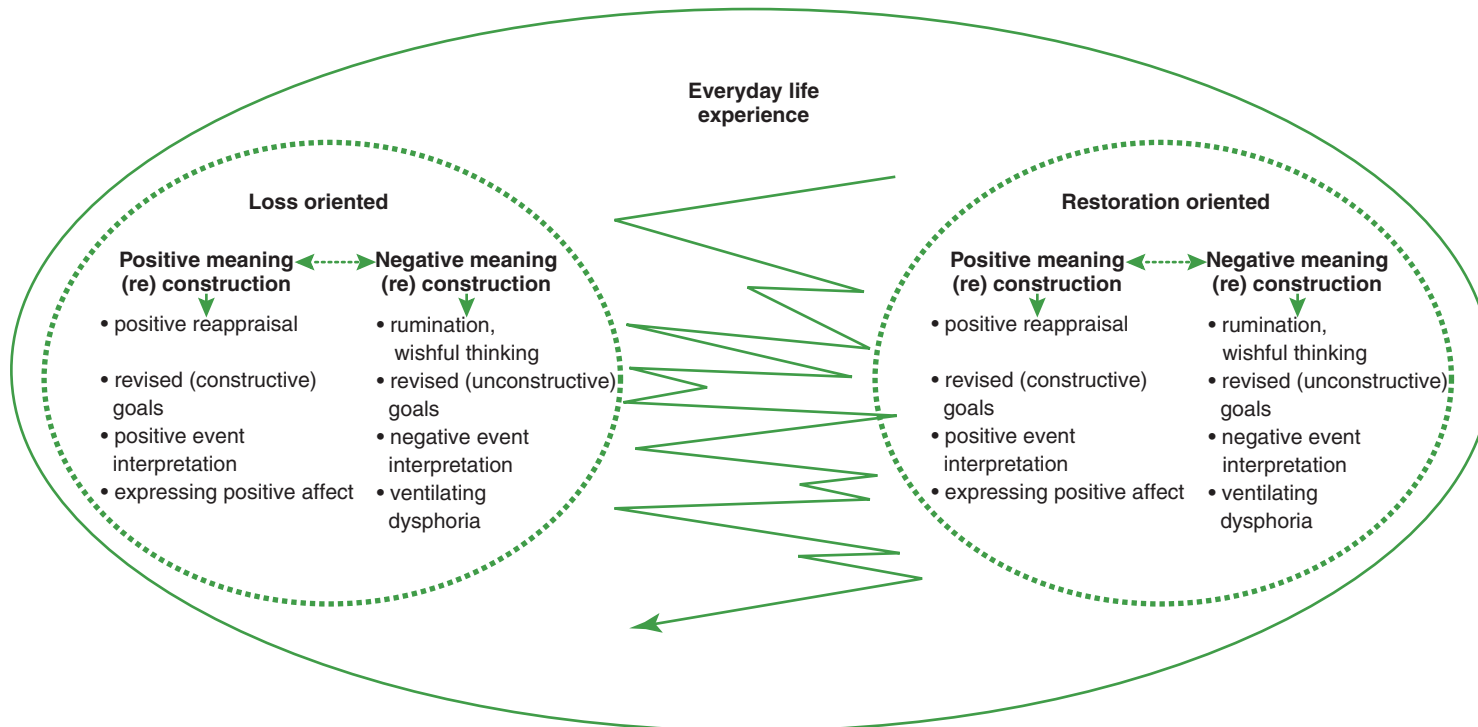 Everyday life
experience
Loss oriented
Positive meaning
(re) construction
• positive reappraisal
• revised (constructive)
goals
• positive event
interpretation
• expressing positive affect
Negative meaning
(re) construction
• rumination,
wishful thinking
• revised (unconstructive)
goals
• negative event
interpretation
• ventilating
dysphoria
Restoration oriented
Positive meaning
(re) construction
• positive reappraisal
• revised (constructive)
goals
• positive event
interpretation
• expressing positive affect
Negative meaning
(re) construction
• rumination,
wishful thinking
• revised (unconstructive)
goals
• negative event
interpretation
• ventilating
dysphoria